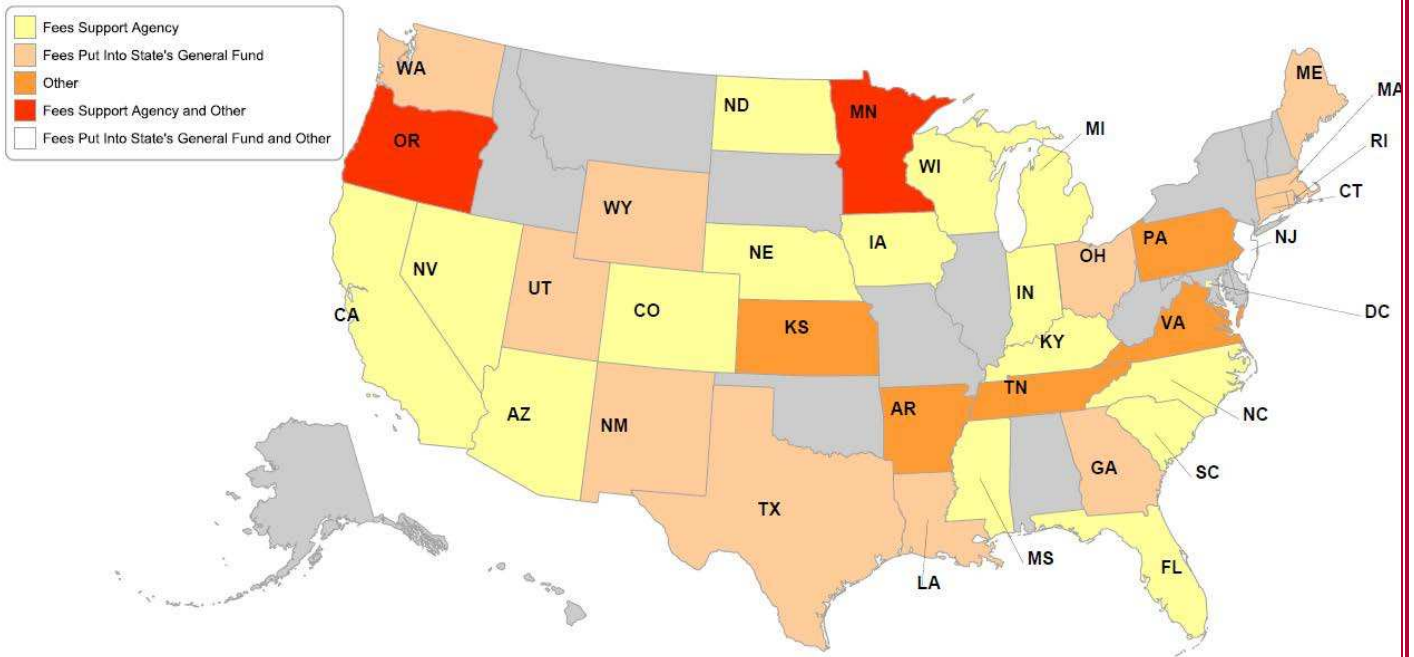 Fees Support Agency
Fees Put Into State's General Fund
Other
Fees Support Agency and Other
Fees Put Into State's General Fund and Other
WA
ME
MA
ND
MN
MI
RI
OR
WI
CT
WY
PA
NJ
IA
NE
OH
NV
UT
IN
DC
CA
CO
KS
VA
KY
TN
AZ
AR
NC
NM
GA
SC
TX
MS
FL
LA